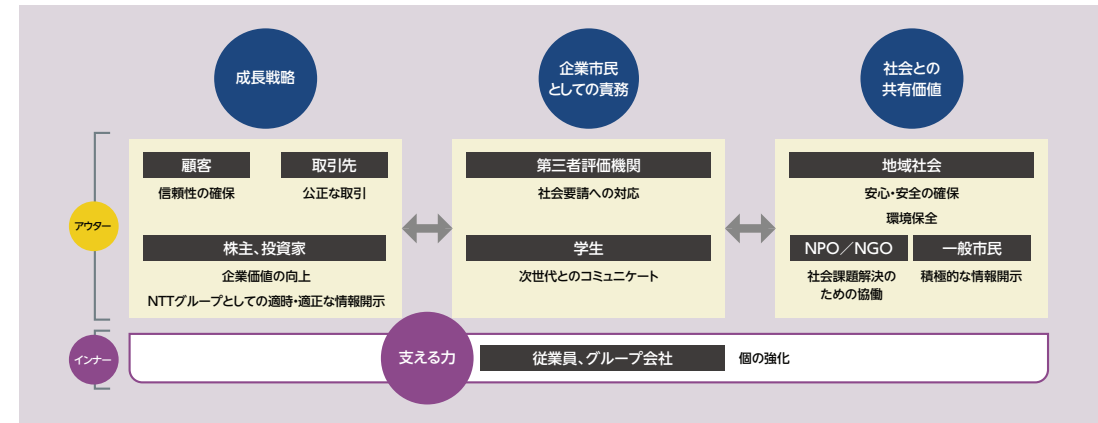 成長戦略
企業市民
としての責務
社会との
共有価値
アウター
顧客
信頼性の確保
取引先
公正な取引
株主、投資家
企業価値の向上
NTTグループとしての適時・適正な情報開示
第三者評価機関
社会要請への対応
学生
次世代とのコミュニケート
地域社会
安心・安全の確保
環境保全
NPO／NGO
社会課題解決の
ための協働
一般市民
積極的な情報開示
インナー
支える力
従業員、グループ会社
個の強化